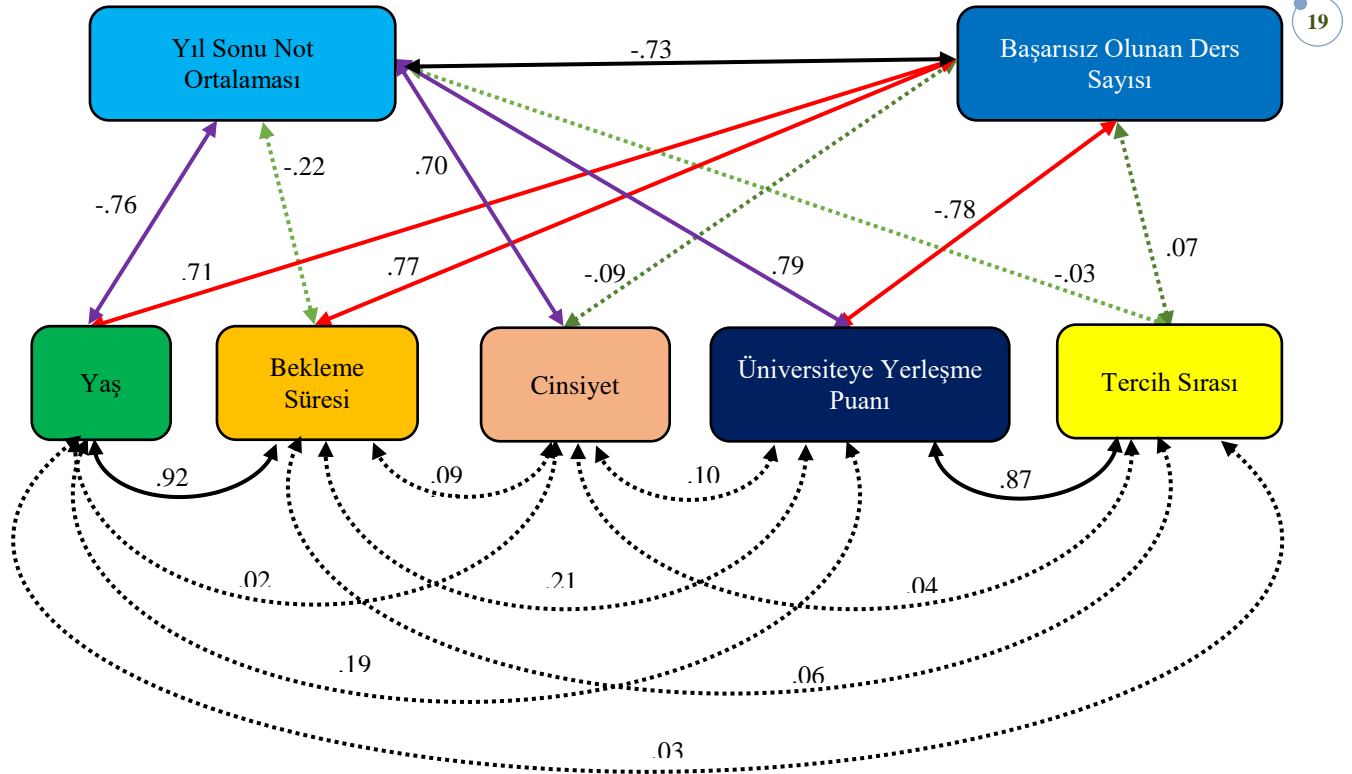 19
Yıl Sonu Not
Ortalaması
Başarısız Olunan Ders
Sayısı
-.73
-.22
.70
-.76
-.78
.71
.77
-.09
.79
-.03
.07
Yaş
Bekleme
Süresi
Cinsiyet
Üniversiteye Yerleşme
Puanı
Tercih Sırası
.92
.09
.10
.87
.02
.21
.04
.19
.06
.03